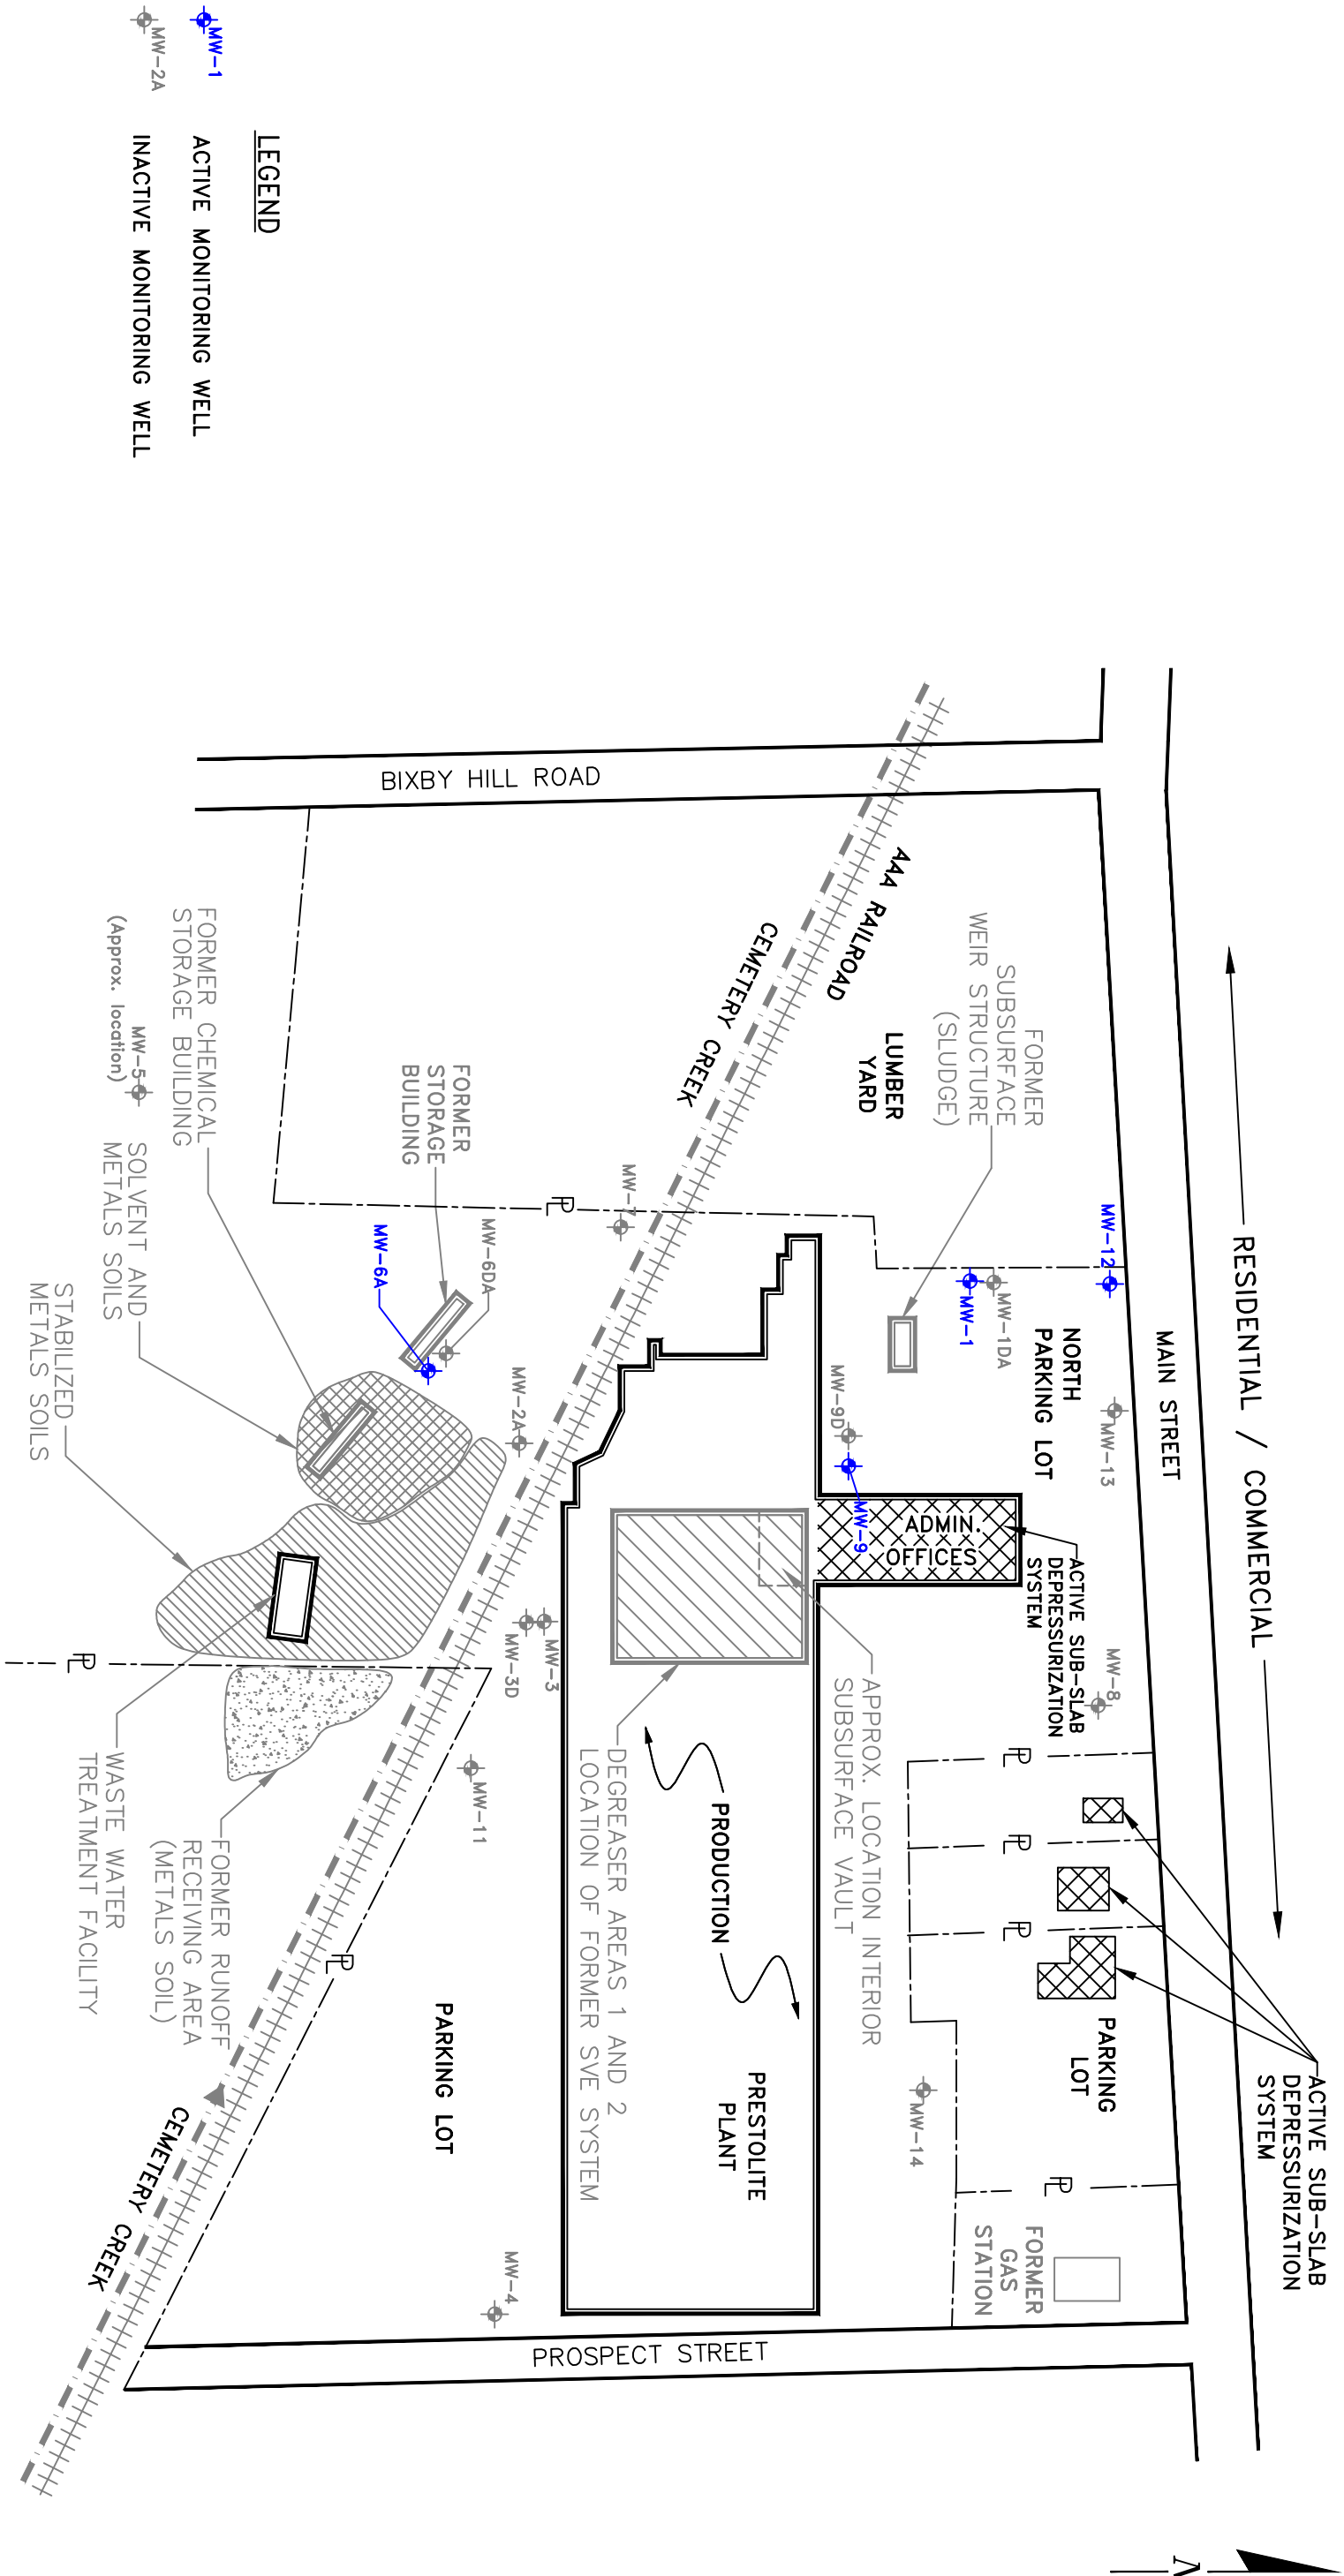 RESIDENTIAL / COMMERCIAL
ACTIVE SUB-SLAB
DEPRESSURIZATION
SYSTEM
MAIN STREET
MW-12
MW-13
MW-8
NORTH
PARKING LOT
ACTIVE SUB-SLAB
DEPRESSURIZATION
SYSTEM
PARKING
LOT
FORMER
GAS
STATION
N
MW-1DA
MW-1
FORMER
SUBSURFACE
WEIR STRUCTURE
(SLUDGE)
LUMBER
YARD
ADMIN.
OFFICES
MW-9D
MW-9
MW-14
AAA RAILROAD
CEMETERY CREEK
APPROX. LOCATION INTERIOR
SUBSURFACE VAULT
PRODUCTION
PRESTOLITE
PLANT
DEGREASER AREAS 1 AND 2
LOCATION OF FORMER SVE SYSTEM
BIXBY HILL ROAD
PROSPECT STREET
PL
PL
PL
PL
PL
PL
PL
MW-7
MW-3
MW-3D
MW-2A
MW-4
MW-11
MW-6DA
MW-6A
FORMER
STORAGE
BUILDING
PARKING LOT
FORMER CHEMICAL
STORAGE BUILDING
MW-5
(Approx. location)
SOLVENT AND
METALS SOILS
STABILIZED
METALS SOILS
FORMER RUNOFF
RECEIVING AREA
(METALS SOIL)
WASTE WATER
TREATMENT FACILITY
CEMETERY CREEK
LEGEND
MW-1 ACTIVE MONITORING WELL
MW-2A INACTIVE MONITORING WELL